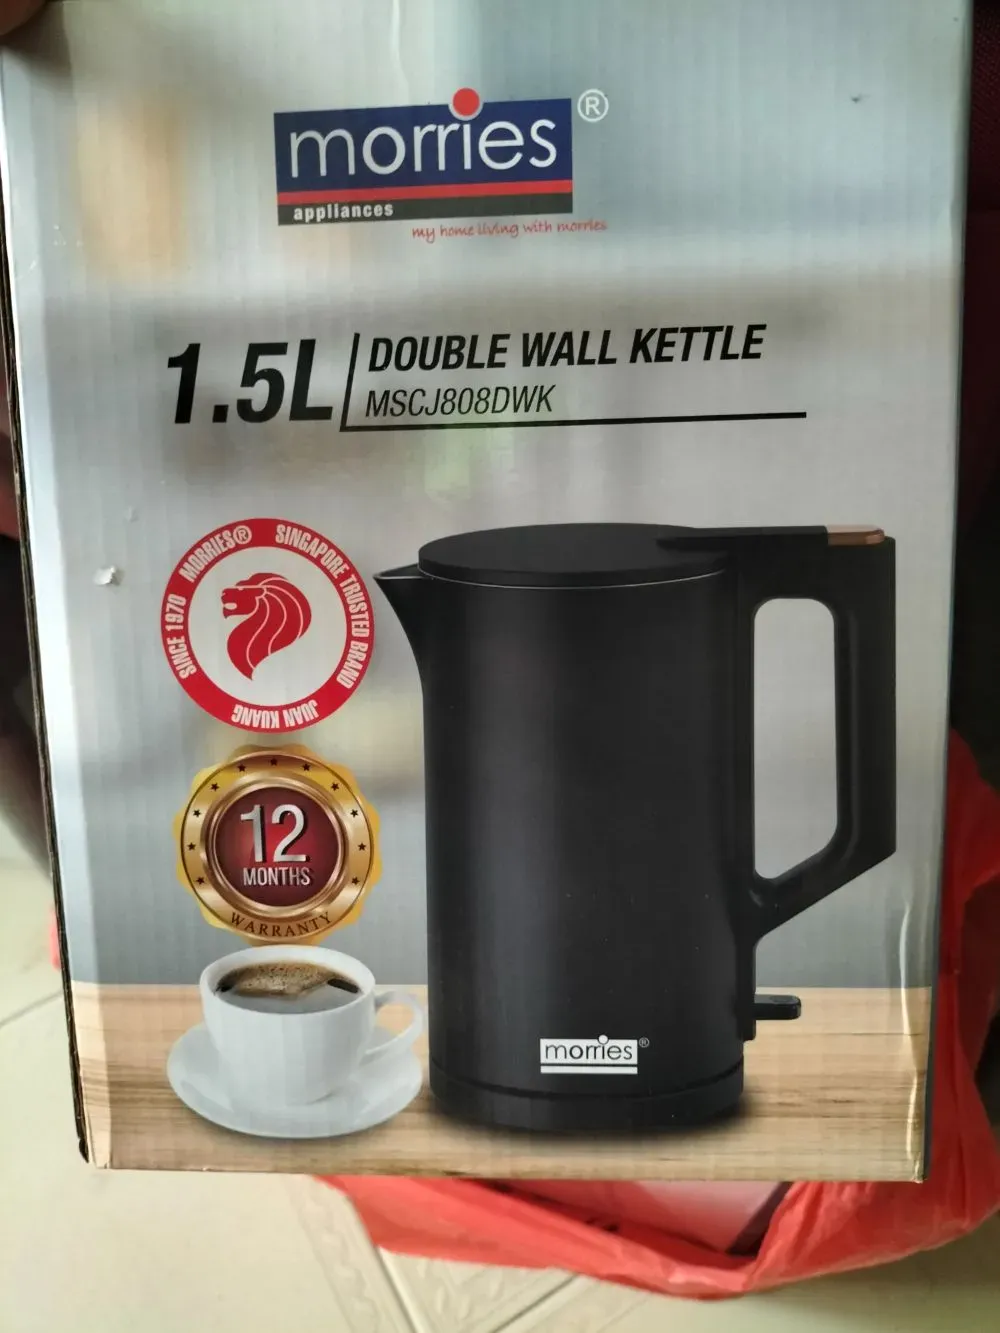 morries®
appliances
my home living with morries
1.5L
DOUBLE WALL KETTLE
MSCJ808DWK
SINCE 1970 MORRIES® SINGAPORE TRUSTED BRAND
JUAN KUANG
12
MONTHS
WARRANTY
morries®